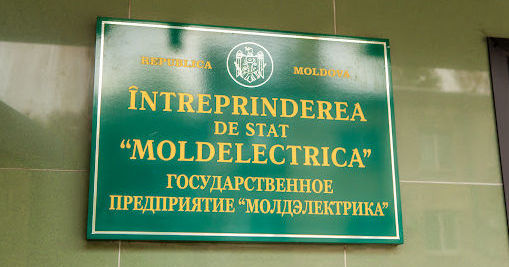 REPUBLICA MOLDOVA
ÎNTREPRINDEREA
DE STAT
“MOLDELECTRICA”
ГОСУДАРСТВЕННОЕ
ПРЕДПРИЯТИЕ “МОЛДЭЛЕКТРИКА”